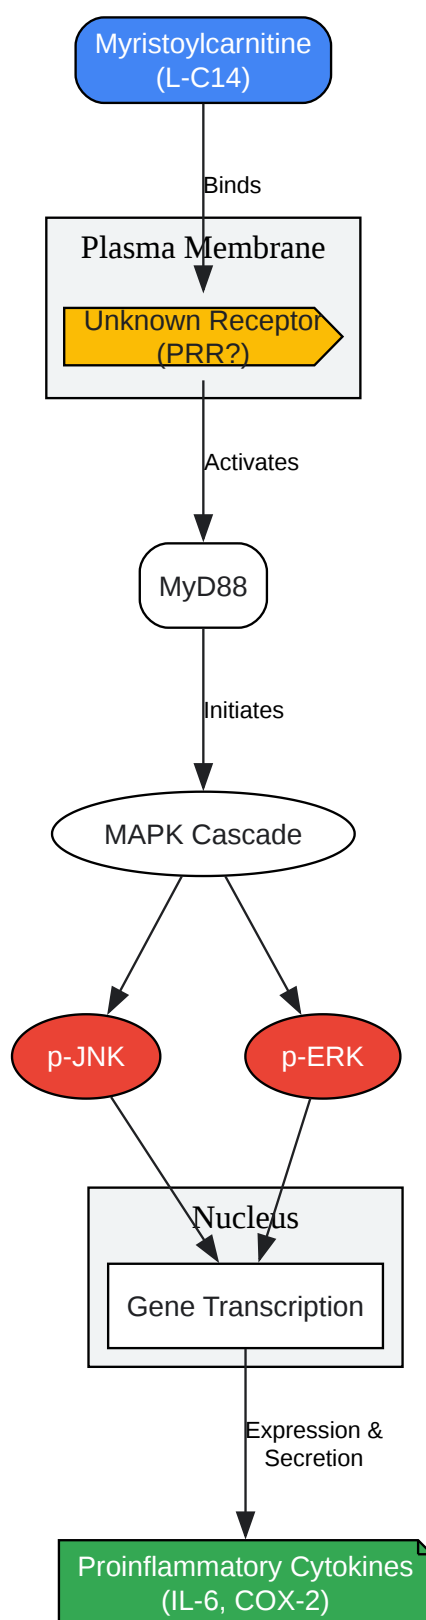 Myristoylcarnitine
(L-C14)
Binds
Plasma Membrane
Unknown Receptor
(PRR?)
Activates
MyD88
Initiates
MAPK Cascade
p-JNK
p-ERK
Nucleus
Gene Transcription
Expression &
Secretion
Proinflammatory Cytokines
(IL-6, COX-2)